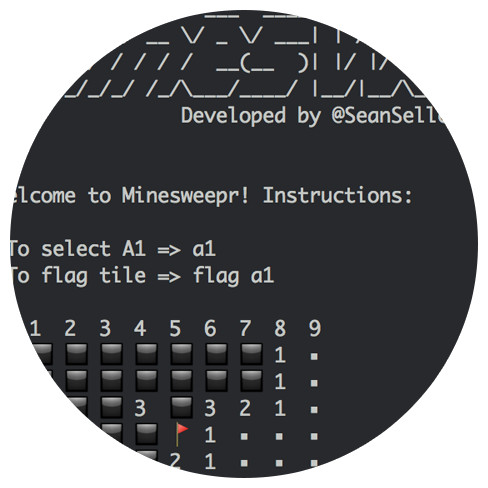 Developed by @SeanSelle
elcome to Minesweepr! Instructions:
To select A1 => a1
To flag tile => flag a1
1 2 3 4 5 6 7 8 9
1
1
3 3 2 1
1
2 1